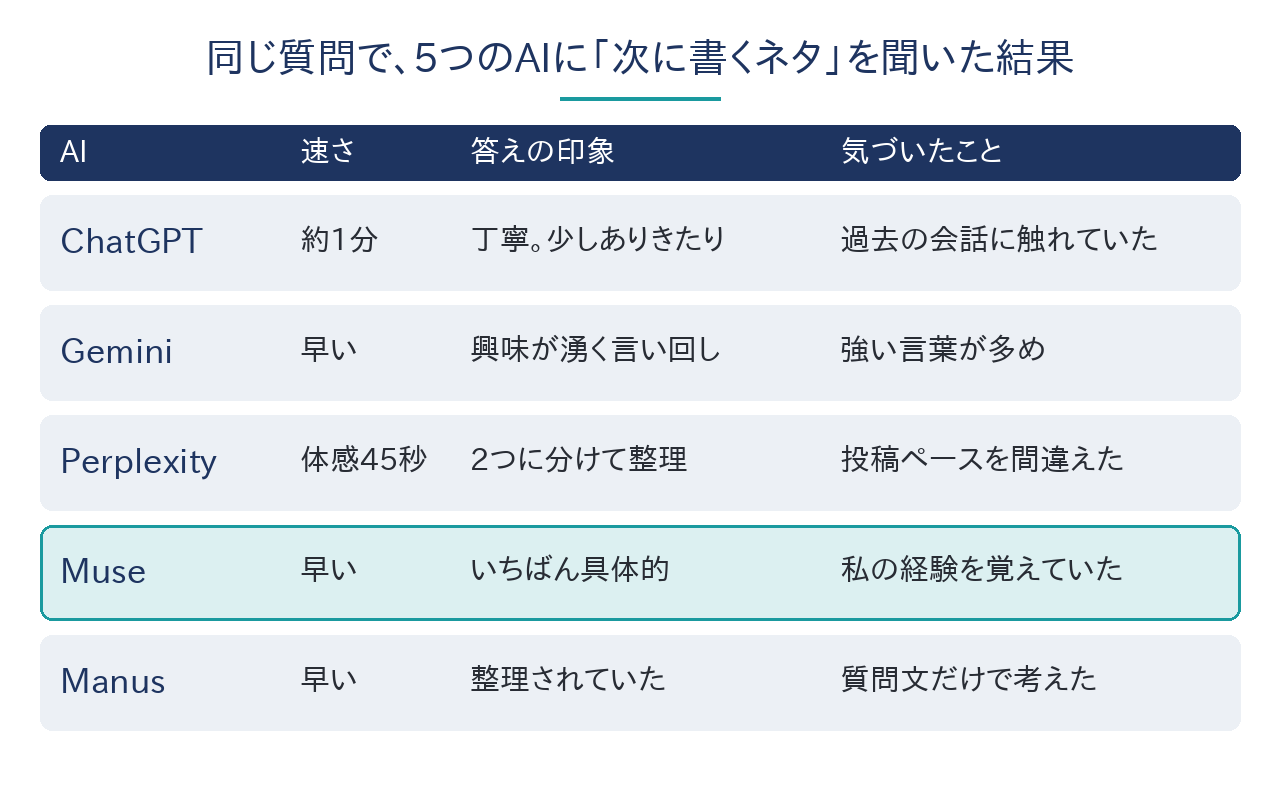 同じ質問で、5つのAIに「次に書くネタ」を聞いた結果
AI 速さ 答えの印象 気づいたこと
ChatGPT 約1分 丁寧。少しありきたり 過去の会話に触れていた
Gemini 早い 興味が湧く言い回し 強い言葉が多め
Perplexity 体感45秒 2つに分けて整理 投稿ペースを間違えた
Muse 早い いちばん具体的 私の経験を覚えていた
Manus 早い 整理されていた 質問文だけで考えた